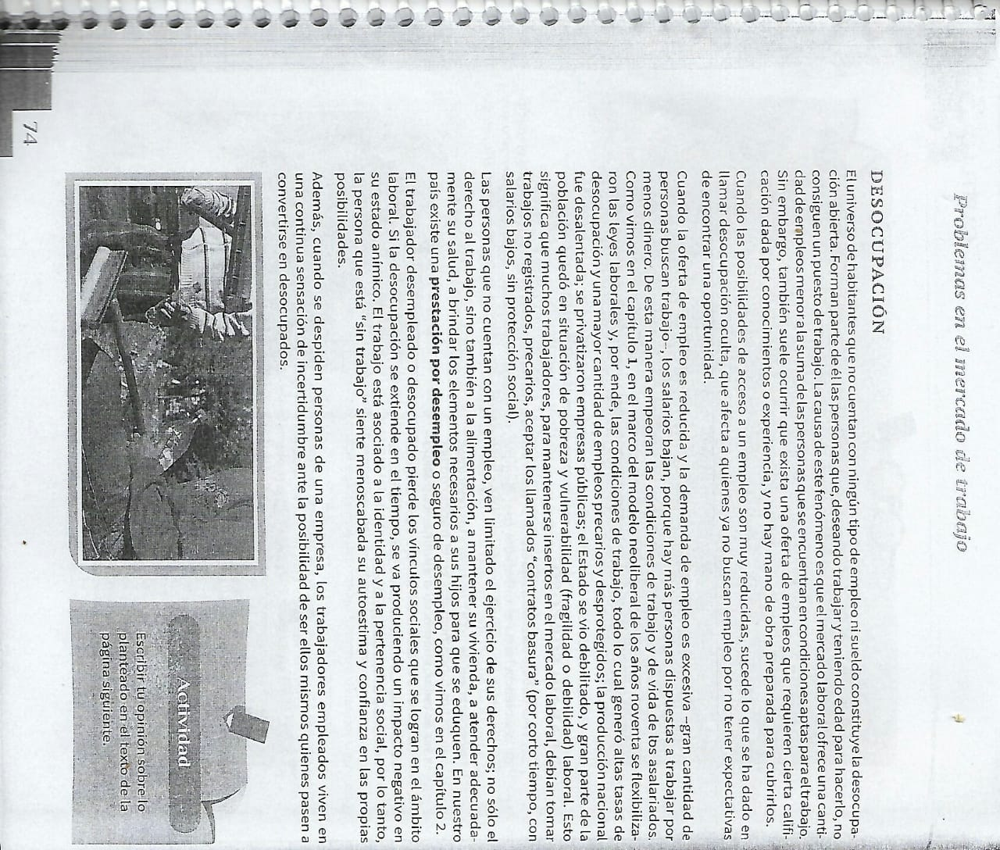 Problemas en el mercado de trabajo
DESOCUPACIÓN
El universo de habitantes que no cuentan con ningún tipo de empleo ni sueldo constituye la desocupa-
ción abierta. Forman parte de él las personas que, deseando trabajar y teniendo edad para hacerlo, no
consiguen un puesto de trabajo. La causa de este fenómeno es que el mercado laboral ofrece una canti-
dad de empleos menor a la suma de las personas que se encuentran en condiciones aptas para el trabajo.
Sin embargo, también suele ocurrir que exista una oferta de empleos que requieren cierta califi-
cación dada por conocimientos o experiencia, y no hay mano de obra preparada para cubrirlos.
Cuando las posibilidades de acceso a un empleo son muy reducidas, sucede lo que se ha dado en
llamar desocupación oculta, que afecta a quienes ya no buscan empleo por no tener expectativas
de encontrar una oportunidad.
Cuando la oferta de empleo es reducida y la demanda de empleo es excesiva –gran cantidad de
personas buscan trabajo–, los salarios bajan, porque hay más personas dispuestas a trabajar por
menos dinero. De esta manera empeoran las condiciones de trabajo y de vida de los asalariados.
Como vimos en el capítulo 1, en el marco del modelo neoliberal de los años noventa se flexibiliza-
ron las leyes laborales y, por ende, las condiciones de trabajo, todo lo cual generó altas tasas de
desocupación y una mayor cantidad de empleos precarios y desprotegidos; la producción nacional
fue desalentada; se privatizaron empresas públicas; el Estado se vio debilitado, y gran parte de la
población quedó en situación de pobreza y vulnerabilidad (fragilidad o debilidad) laboral. Esto
significa que muchos trabajadores, para mantenerse insertos en el mercado laboral, debían tomar
trabajos no registrados, precarios, aceptar los llamados “contratos basura” (por corto tiempo, con
salarios bajos, sin protección social).
Las personas que no cuentan con un empleo, ven limitado el ejercicio de sus derechos; no sólo el
derecho al trabajo, sino también a la alimentación, a mantener su vivienda, a atender adecuada-
mente su salud, a brindar los elementos necesarios a sus hijos para que se eduquen. En nuestro
país existe una prestación por desempleo o seguro de desempleo, como vimos en el capítulo 2.
El trabajador desempleado o desocupado pierde los vínculos sociales que se logran en el ámbito
laboral. Si la desocupación se extiende en el tiempo, se va produciendo un impacto negativo en
su estado anímico. El trabajo está asociado a la identidad y a la pertenencia social, por lo tanto,
la persona que está “sin trabajo” siente menoscabada su autoestima y confianza en las propias
posibilidades.
Además, cuando se despiden personas de una empresa, los trabajadores empleados viven en
una continua sensación de incertidumbre ante la posibilidad de ser ellos mismos quienes pasen a
convertirse en desocupados.
Actividad
Escribir tu opinión sobre lo
planteado en el texto de la
página siguiente.
74